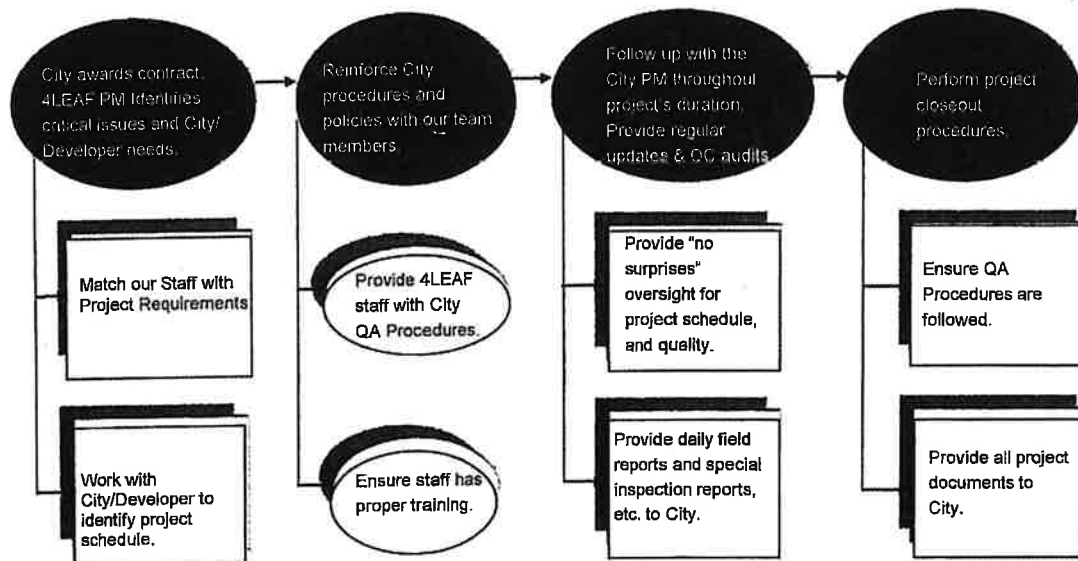 City awards contract,
4LEAF PM Identifies
critical issues and City/
Developer needs.
Reinforce City
procedures and
policies with our team
members.
Follow up with the
City PM throughout
project's duration,
Provide regular
updates & QC audits
Perform project
closeout
procedures.
Match our Staff with
Project Requirements
Provide 4LEAF
staff with City
QA Procedures.
Provide "no
surprises"
oversight for
project schedule,
and quality.
Ensure QA
Procedures are
followed.
Work with
City/Developer to
identify project
schedule.
Ensure staff has
proper training.
Provide daily field
reports and special
inspection reports,
etc. to City.
Provide all project
documents to
City.